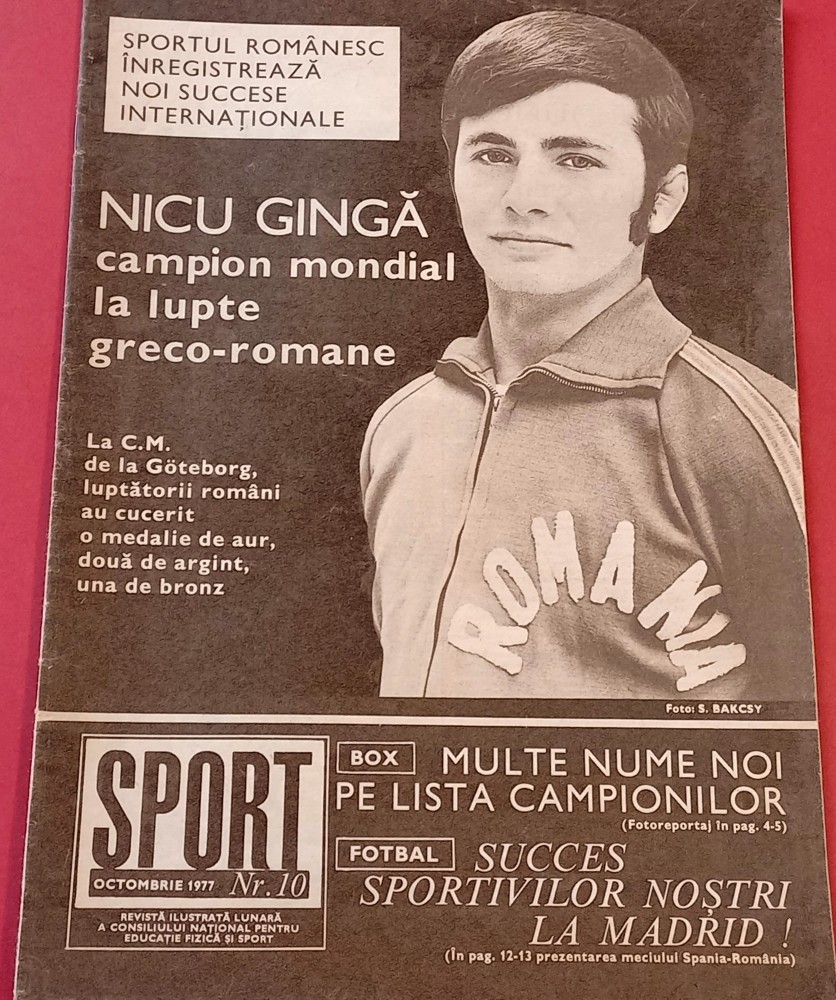 SPORTUL ROMÂNESC
ÎNREGISTREAZĂ
NOI SUCCESE
INTERNAȚIONALE
NICU GINGĂ
campion mondial
la lupte
greco-romane
La C.M.
de la Göteborg,
luptătorii români
au cucerit
o medalie de aur,
două de argint,
una de bronz
ROMANIA
Foto: S. BAKCSY
SPORT
OCTOMBRIE 1977 Nr. 10
REVISTĂ ILUSTRATĂ LUNARĂ
A CONSILIULUI NAȚIONAL PENTRU
EDUCAȚIE FIZICĂ ȘI SPORT
BOX MULTE NUME NOI
PE LISTA CAMPIONILOR
(Fotoreportaj în pag. 4-5)
FOTBAL SUCCES
SPORTIVILOR NOȘTRI
LA MADRID !
(În pag. 12-13 prezentarea meciului Spania-România)